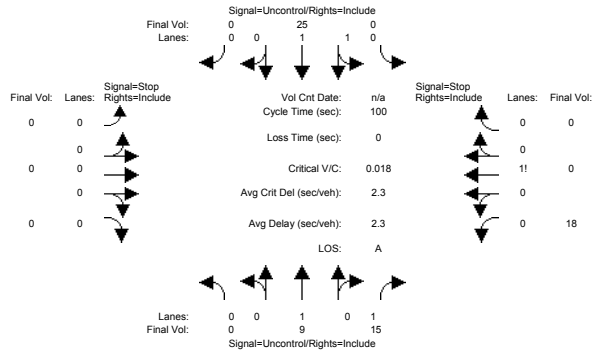 Signal=Uncontrol/Rights=Include
Final Vol: 0 25 0
Lanes: 0 0 1 1 0
Signal=Stop
Final Vol: Lanes: Rights=Include
Vol Cnt Date: n/a
Signal=Stop
Rights=Include Lanes: Final Vol:
Cycle Time (sec): 100
0 0
0 0
Loss Time (sec): 0
0
0
0 0
Critical V/C: 0.018
1! 0
0
Avg Crit Del (sec/veh): 2.3
0
0 0
Avg Delay (sec/veh): 2.3
0 18
LOS: A
Lanes: 0 0 1 0 1
Final Vol: 0 9 15
Signal=Uncontrol/Rights=Include